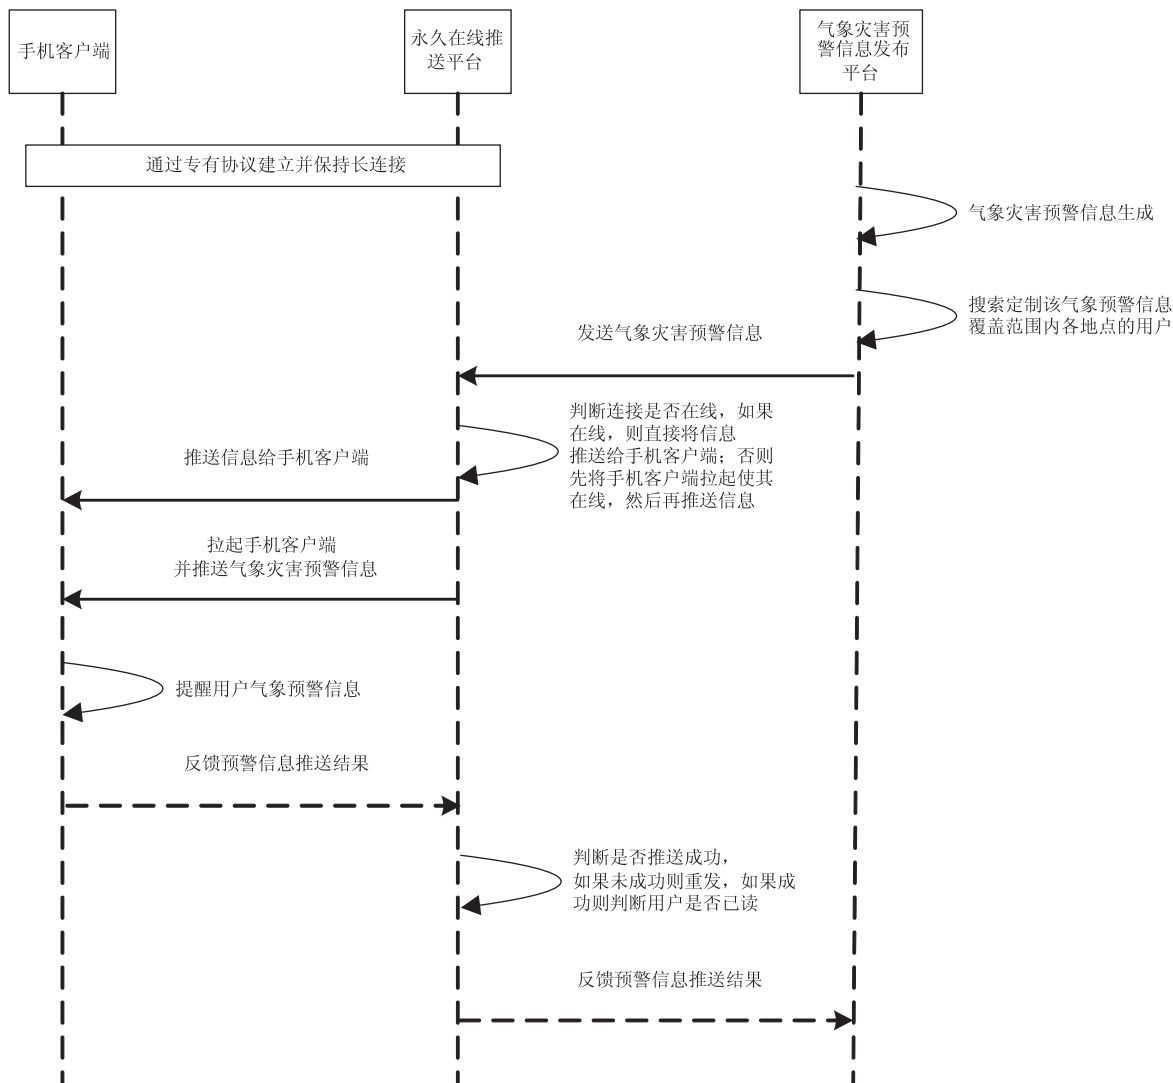 手机客户端
永久在线推
送平台
气象灾害预
警信息发布
平台
通过专有协议建立并保持长连接
气象灾害预警信息生成
搜索定制该气象预警信息
覆盖范围内各地点的用户
发送气象灾害预警信息
判断连接是否在线，如果
在线，则直接将信息
推送给手机客户端；否则
先将手机客户端拉起使其
在线，然后再推送信息
推送信息给手机客户端
拉起手机客户端
并推送气象灾害预警信息
提醒用户气象预警信息
反馈预警信息推送结果
判断是否推送成功，
如果未成功则重发，如果成
功则判断用户是否已读
反馈预警信息推送结果